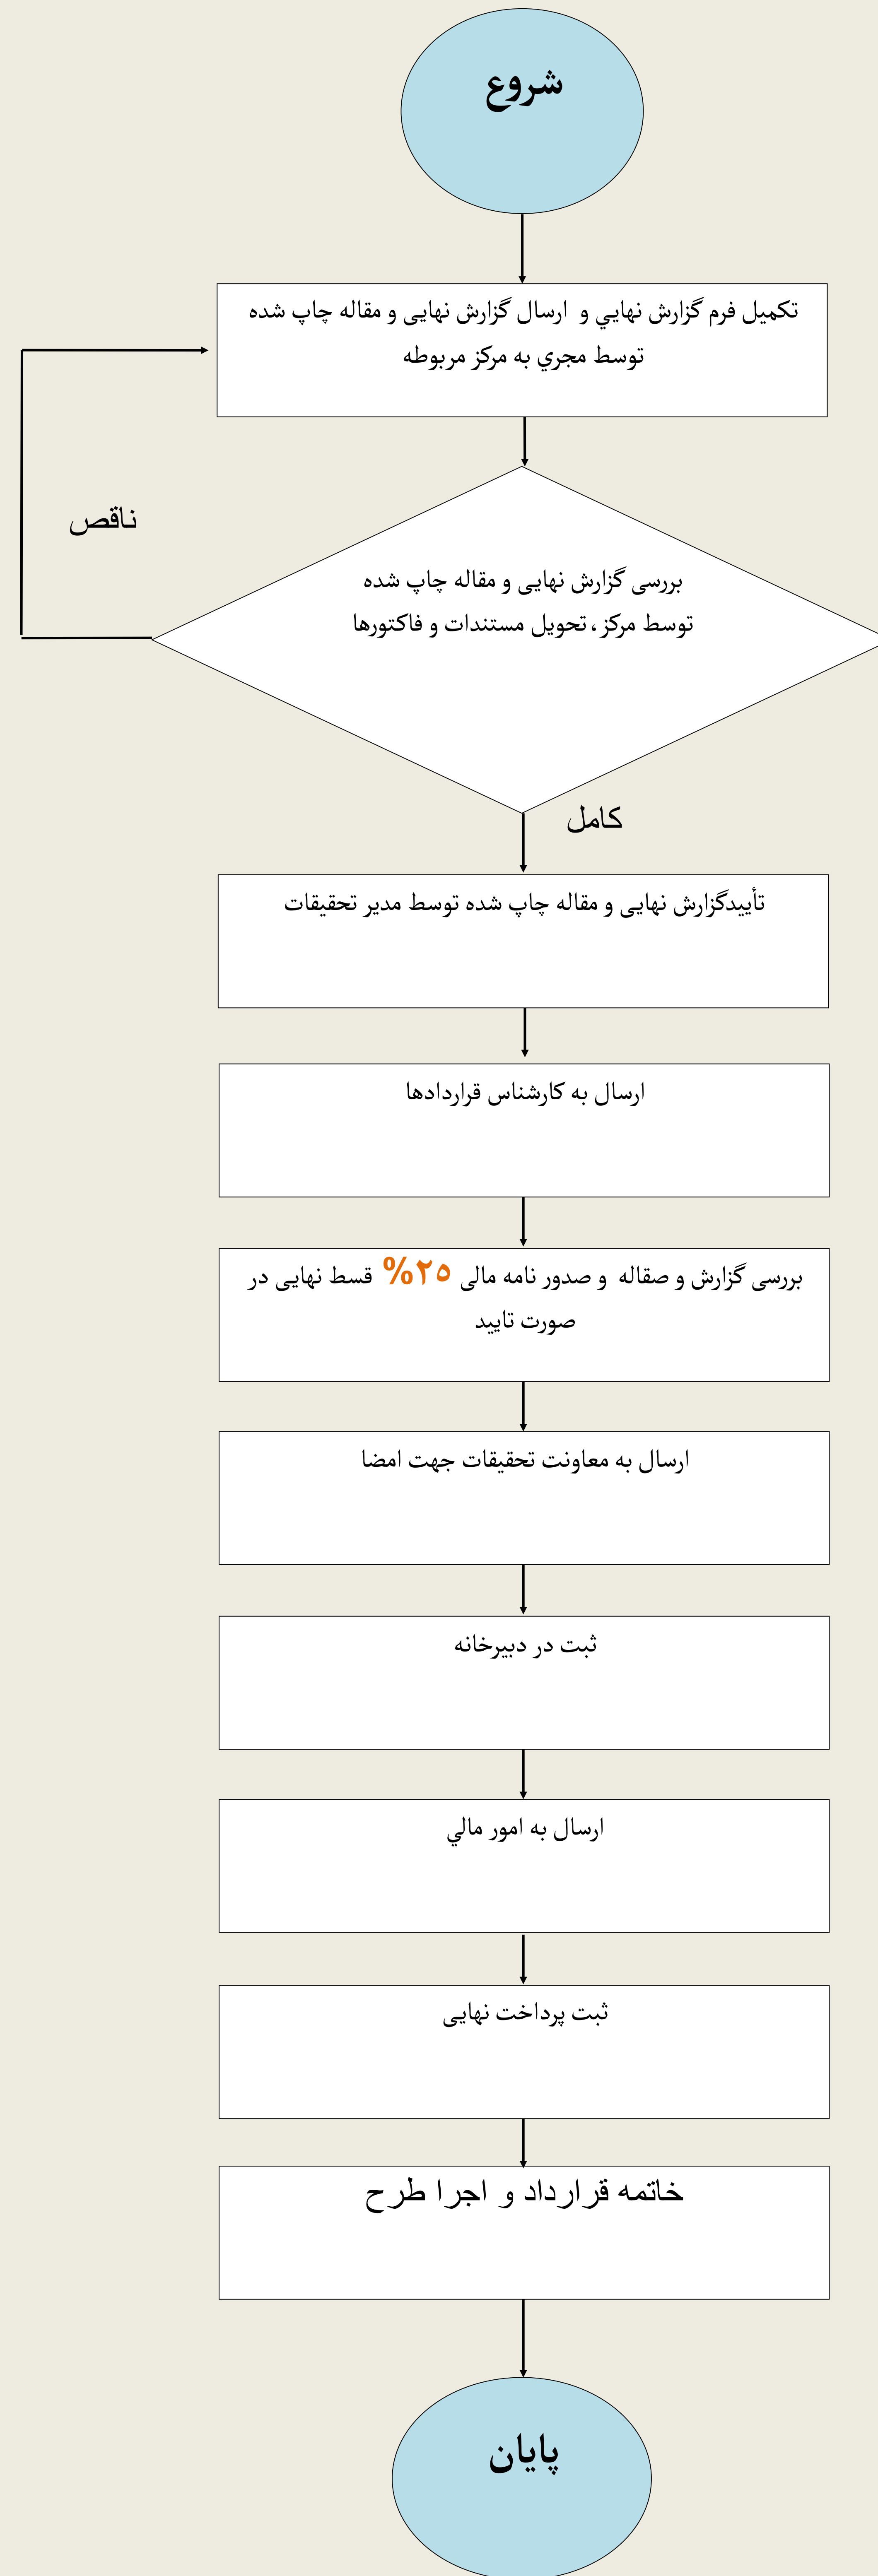 شروع
تکمیل فرم گزارش نهایي و ارسال گزارش نهایی و مقاله چاپ شده
توسط مجري به مرکز مربوطه
ناقص
بررسی گزارش نهایی و مقاله چاپ شده
توسط مرکز ، تحویل مستندات و فاکتورها
کامل
تأییدگزارش نهایی و مقاله چاپ شده توسط مدیر تحقیقات
ارسال به کارشناس قراردادها
بررسی گزارش و صقاله و صدور نامه مالی ۲۵% قسط نهایی در
صورت تایید
ارسال به معاونت تحقیقات جهت امضا
ثبت در دبیرخانه
ارسال به امور مالي
ثبت پرداخت نهایی
خاتمه قرارداد و اجرا طرح
پایان